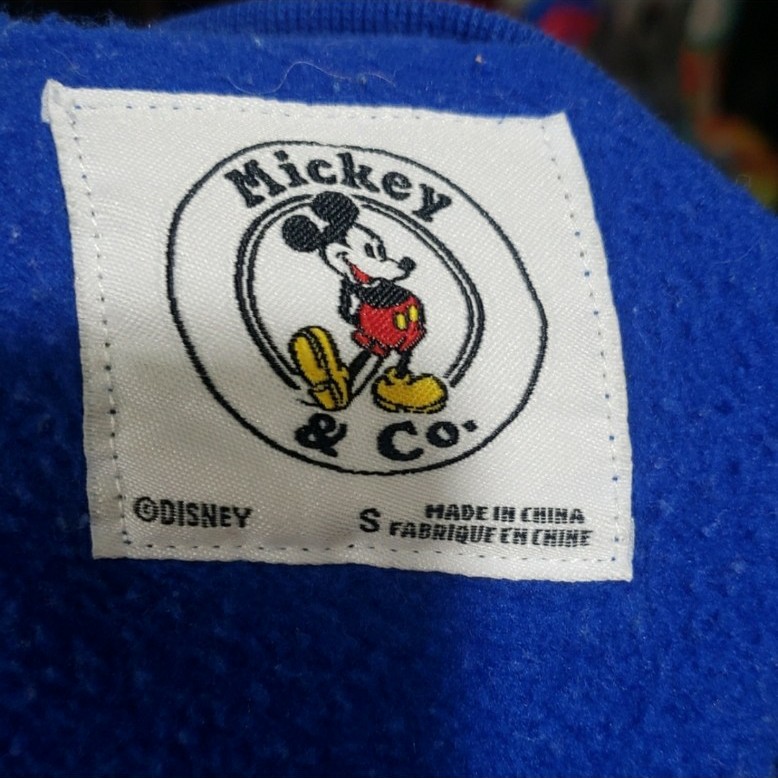 Mickey
& Co.
©DISNEY
S
MADE IN CHINA
FABRIQUE EN CHINE